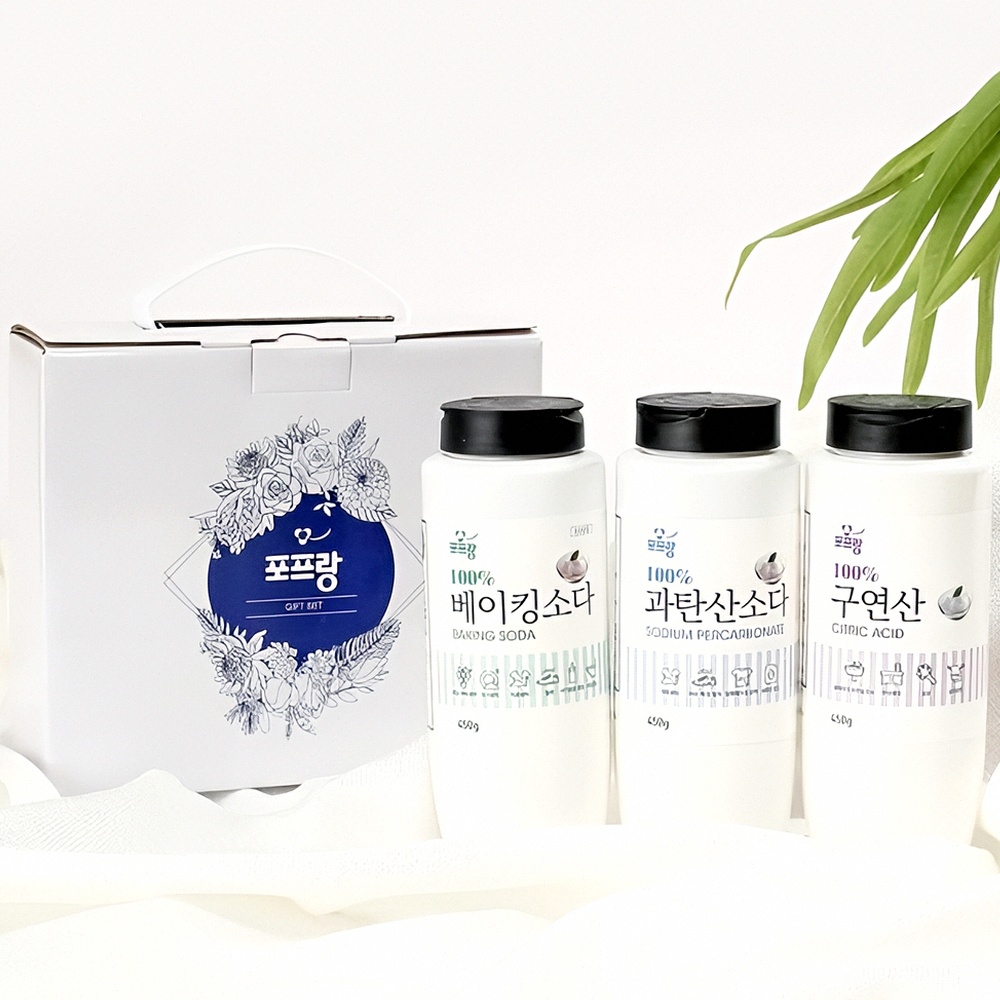 포프랑
GIFT SET
포프랑
100%
베이킹소다
BAKING SODA
450g
포프랑
100%
과탄산소다
SODIUM PERCARBONATE
450g
포프랑
100%
구연산
CITRIC ACID
450g